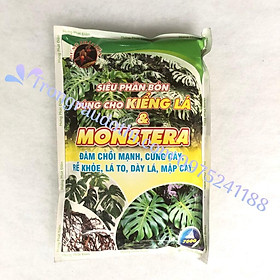 SIÊU PHÂN BÓN
DÙNG CHO KIỂNG LÁ
&
MONSTERA
ĐÂM CHỒI MẠNH, CỨNG CÂY,
RỄ KHỎE, LÁ TO, DÀY LÁ, MẬP CÂY